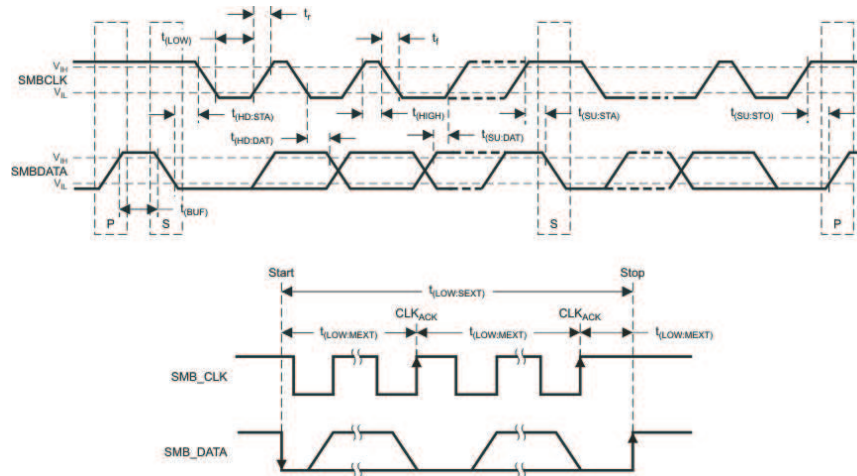 t(LOW) tr tf
VIH
SMBCLK
VIL
t(HD:STA) t(HIGH) t(SU:STA) t(SU:STO)
t(HD:DAT) t(SU:DAT)
VIH
SMBDATA
VIL
t(BUF)
P S S P
Start Stop
t(LOW:SEXT)
CLKACK CLKACK
t(LOW:MEXT) t(LOW:MEXT) t(LOW:MEXT)
SMB_CLK
SMB_DATA